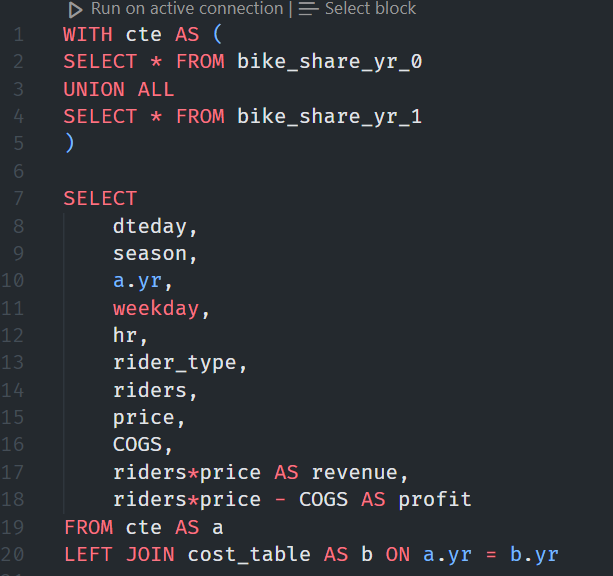 Run on active connection | Select block
1 WITH cte AS (
2 SELECT * FROM bike_share_yr_0
3 UNION ALL
4 SELECT * FROM bike_share_yr_1
5 )
6
7 SELECT
8 dteday,
9 season,
10 a.yr,
11 weekday,
12 hr,
13 rider_type,
14 riders,
15 price,
16 COGS,
17 riders*price AS revenue,
18 riders*price - COGS AS profit
19 FROM cte AS a
20 LEFT JOIN cost_table AS b ON a.yr = b.yr